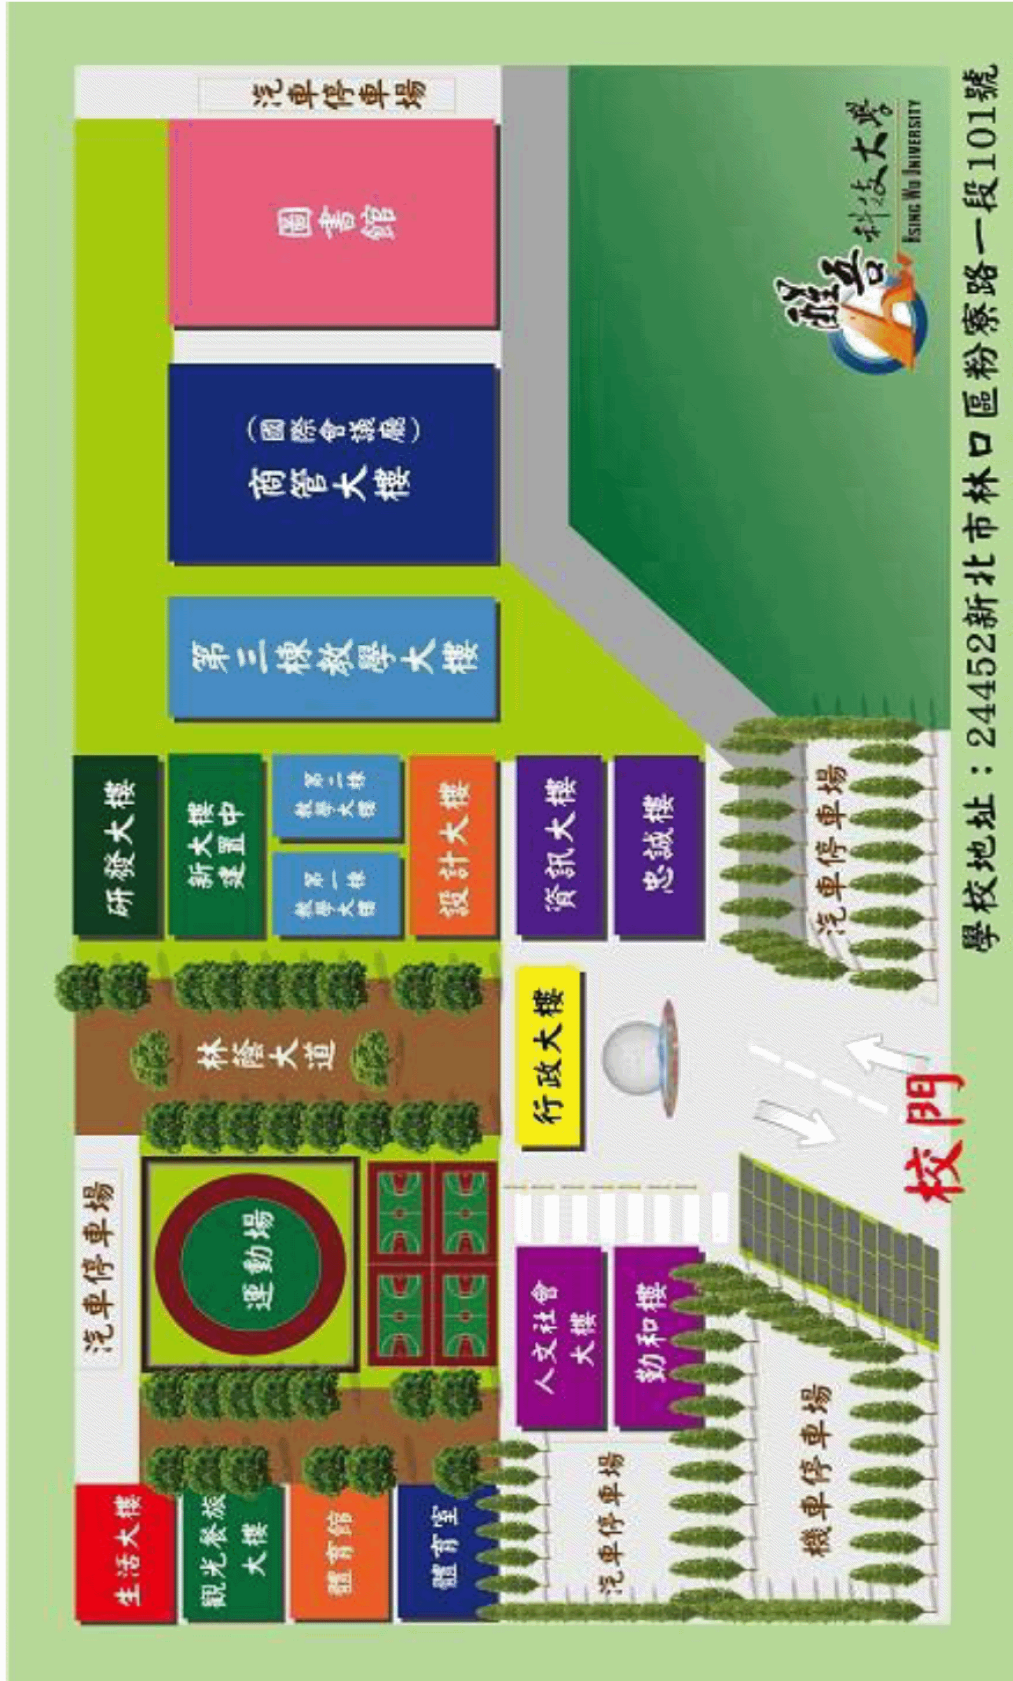 生活大樓
汽車停車場
林蔭大道
研發大樓
汽車停車場
觀光餐旅
大樓
運動場
新大樓
建置中
第三棟教學大樓
(國際會議廳)
商管大樓
圖書館
體育館
第一棟
教學大樓
第二棟
教學大樓
體育室
設計大樓
人文社會
大樓
行政大樓
資訊大樓
勤和樓
忠誠樓
汽車停車場
機車停車場
汽車停車場
校門
醒吾
科技大學
HSING WU UNIVERSITY
學校地址：24452新北市林口區粉寮路一段101號